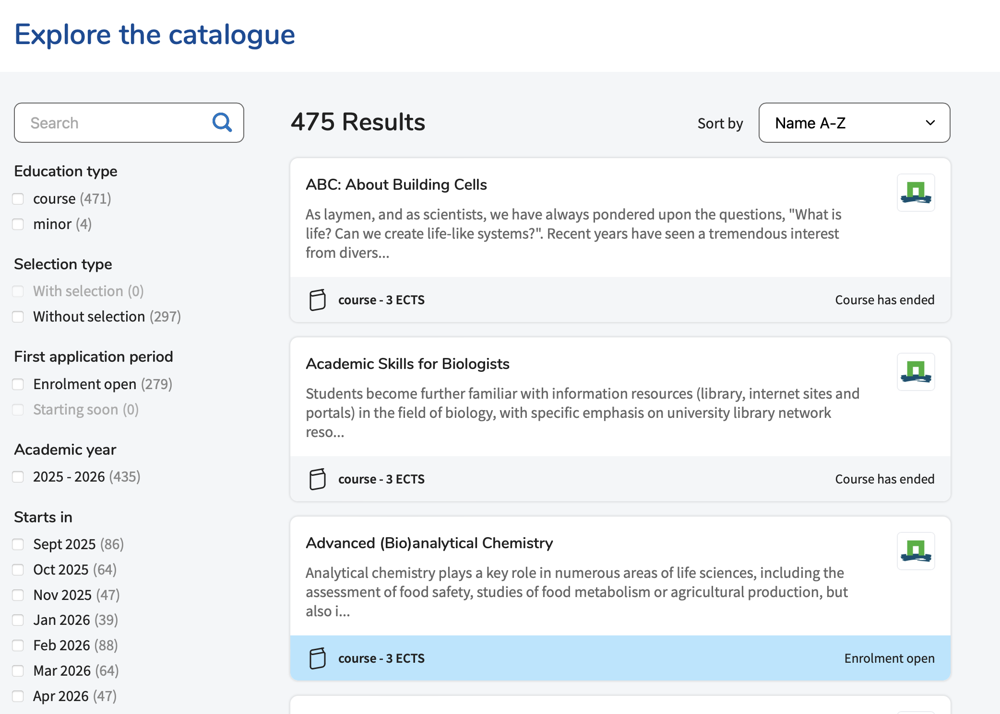 Explore the catalogue
Search
Education type
course (471)
minor (4)
Selection type
With selection (0)
Without selection (297)
First application period
Enrolment open (279)
Starting soon (0)
Academic year
2025 - 2026 (435)
Starts in
Sept 2025 (86)
Oct 2025 (64)
Nov 2025 (47)
Jan 2026 (39)
Feb 2026 (88)
Mar 2026 (64)
Apr 2026 (47)
475 Results
Sort by
Name A-Z
ABC: About Building Cells
As laymen, and as scientists, we have always pondered upon the questions, "What is
life? Can we create life-like systems?". Recent years have seen a tremendous interest
from divers...
course - 3 ECTS
Course has ended
Academic Skills for Biologists
Students become further familiar with information resources (library, internet sites and
portals) in the field of biology, with specific emphasis on university library network
reso...
course - 3 ECTS
Course has ended
Advanced (Bio)analytical Chemistry
Analytical chemistry plays a key role in numerous areas of life sciences, including the
assessment of food safety, studies of food metabolism or agricultural production, but
also i...
course - 3 ECTS
Enrolment open